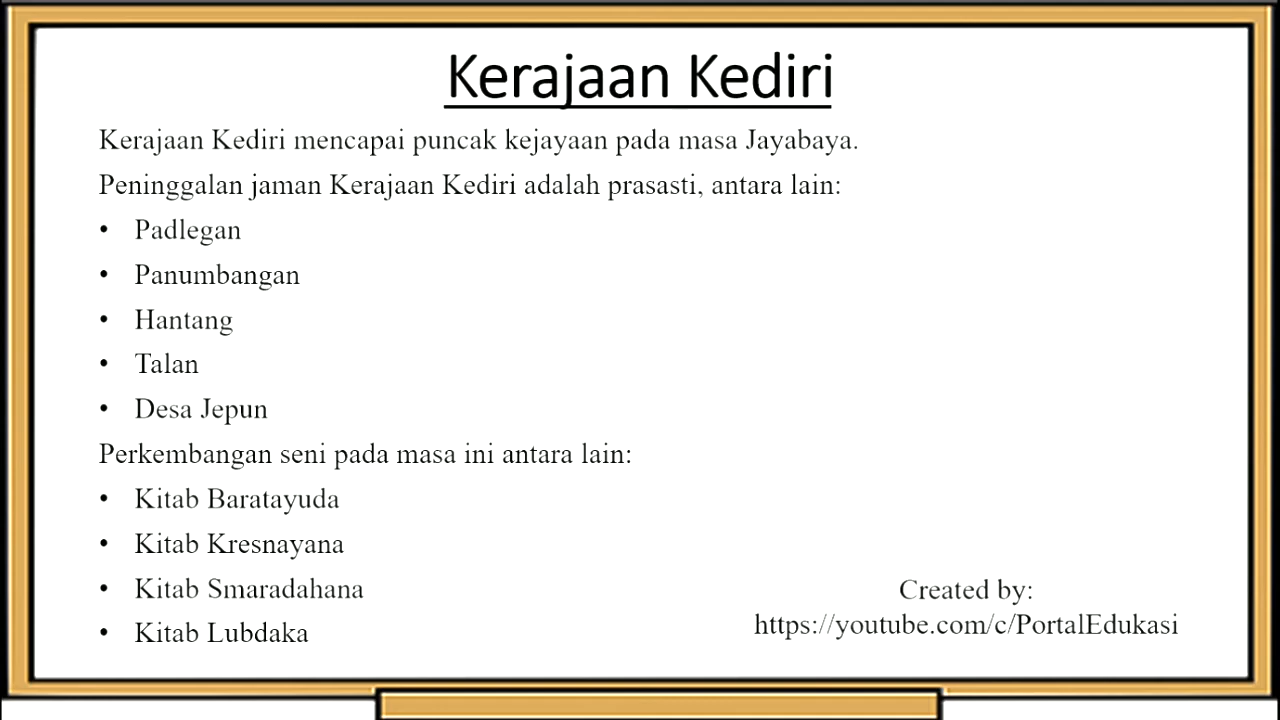 Kerajaan Kediri
Kerajaan Kediri mencapai puncak kejayaan pada masa Jayabaya.
Peninggalan jaman Kerajaan Kediri adalah prasasti, antara lain:
• Padlegan
• Panumbangan
• Hantang
• Talan
• Desa Jepun
Perkembangan seni pada masa ini antara lain:
• Kitab Baratayuda
• Kitab Kresnayana
• Kitab Smaradahana
• Kitab Lubdaka
Created by:
https://youtube.com/c/PortalEdukasi